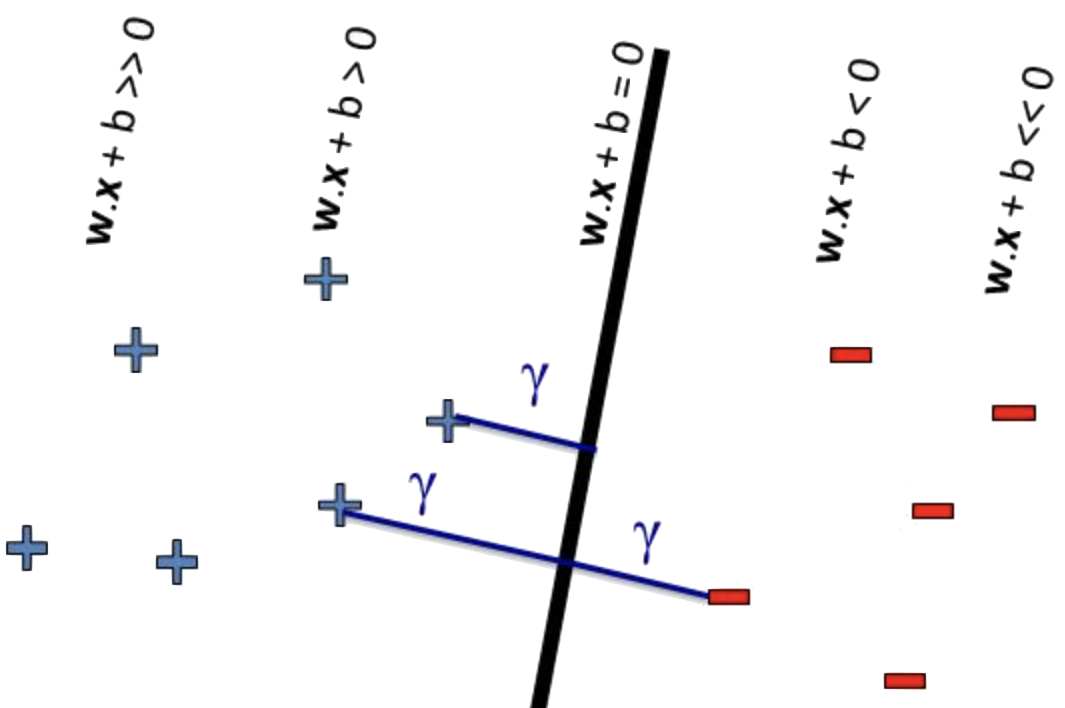 w.x + b >> 0
w.x + b > 0
w.x + b = 0
w.x + b < 0
w.x + b << 0
γ
γ
γ